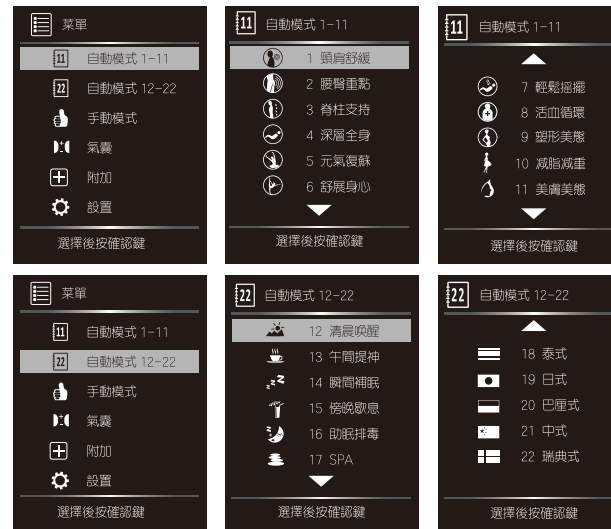 菜單
11 自動模式 1-11
22 自動模式 12-22
手動模式
氣囊
附加
設置
選擇後按確認鍵
11 自動模式 1-11
1 頸肩舒緩
2 腰臀重點
3 脊柱支持
4 深層全身
5 元氣復蘇
6 舒展身心
選擇後按確認鍵
11 自動模式 1-11
7 輕鬆摇擺
8 活血循環
9 塑形美態
10 减脂减重
11 美膚美態
選擇後按確認鍵
菜單
11 自動模式 1-11
22 自動模式 12-22
手動模式
氣囊
附加
設置
選擇後按確認鍵
22 自動模式 12-22
12 清晨唤醒
13 午間提神
14 瞬間補眠
15 傍晚歇息
16 助眠排毒
17 SPA
選擇後按確認鍵
22 自動模式 12-22
18 泰式
19 日式
20 巴厘式
21 中式
22 瑞典式
選擇後按確認鍵